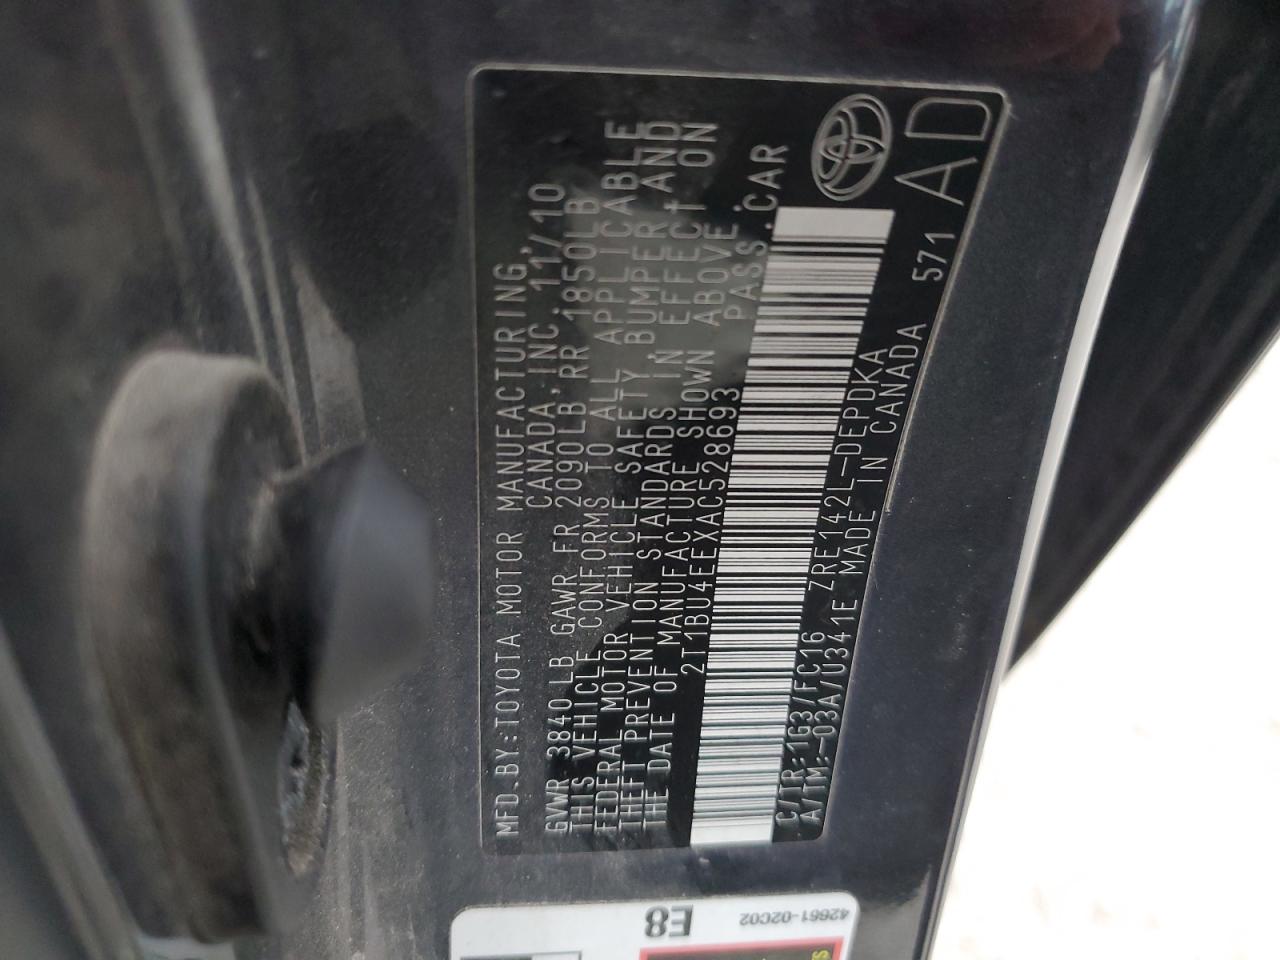 MFD.BY:TOYOTA MOTOR MANUFACTURING,
CANADA, INC. 11/10
GVWR 3840LB GAWR FR 2090LB RR 1850LB
THIS VEHICLE CONFORMS TO ALL APPLICABLE
FEDERAL MOTOR VEHICLE SAFETY, BUMPER, AND
THEFT PREVENTION STANDARDS IN EFFECT ON
THE DATE OF MANUFACTURE SHOWN ABOVE.
2T1BU4EEXAC528693 PASS.CAR
C/TR:1G3/FC16 ZRE142L-DEPDKA
A/TM:-03A/U341E MADE IN CANADA 571
AD
E8
42661-02C02